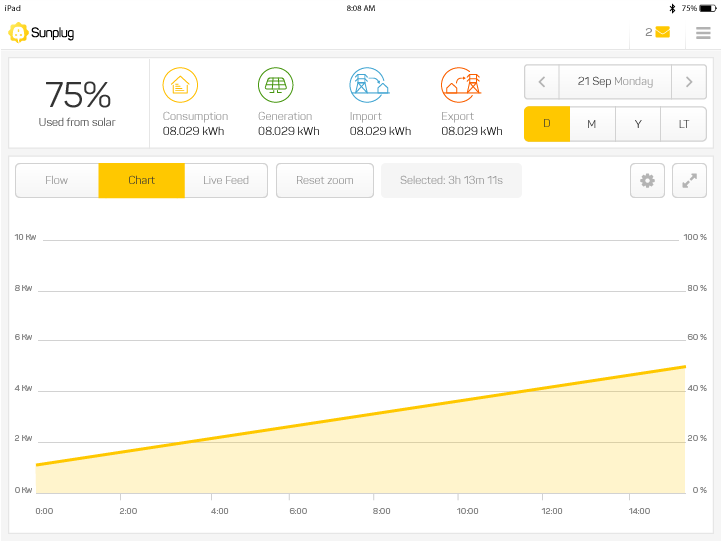 iPad 8:08 AM 75%
Sunplug 2
75%
Used from solar
Consumption
08.029 kWh
Generation
08.029 kWh
Import
08.029 kWh
Export
08.029 kWh
21 Sep Monday
D M Y LT
Flow Chart Live Feed Reset zoom Selected: 3h 13m 11s
10 Kw 100 %
8 Kw 80 %
6 Kw 60 %
4 Kw 40 %
2 Kw 20 %
0 Kw 0 %
0:00 2:00 4:00 6:00 8:00 10:00 12:00 14:00